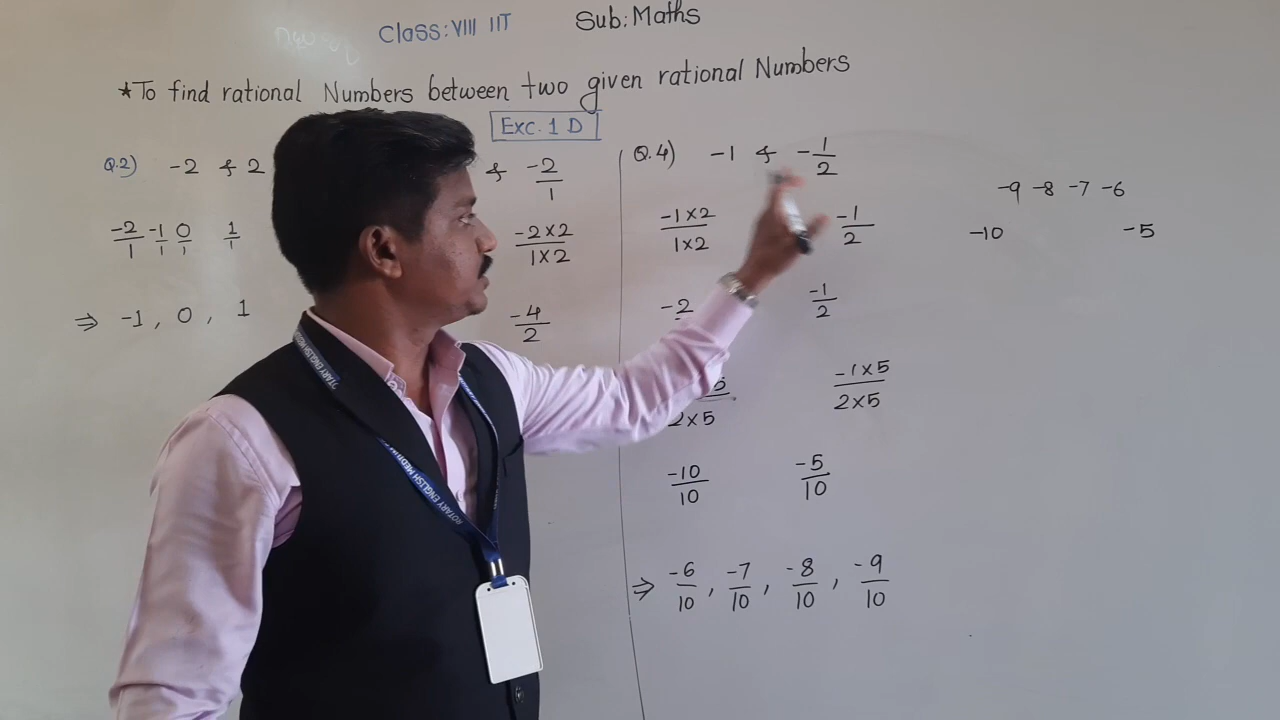 Class: VIII IIT Sub: Maths
*To find rational Numbers between two given rational Numbers
Exc. 1 D
Q.2) -2 & 2
-2/1 -1/1 0/1 1/1
⇒ -1, 0, 1
& -2/1
-2×2/1×2
-4/2
Q.4) -1 & -1/2
-1×2/1×2 -1/2
-2 -1/2
2×5 -1×5/2×5
-10/10 -5/10
⇒ -6/10, -7/10, -8/10, -9/10
-9 -8 -7 -6
-10 -5
ROTARY ENGLISH MEDIUM